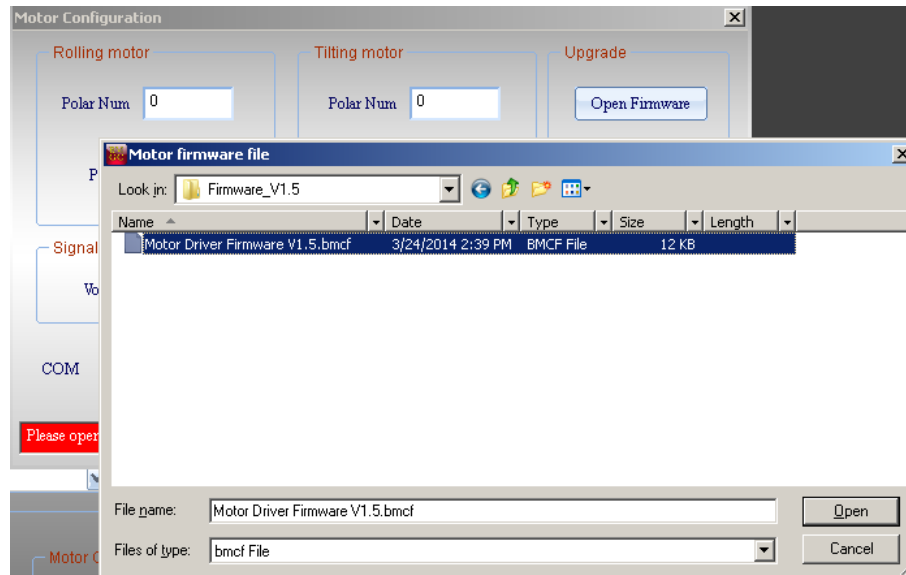 Motor Configuration
Rolling motor
Tilting motor
Upgrade
Polar Num 0
Polar Num 0
Open Firmware
P
Motor firmware file
Look in: Firmware_V1.5
Name Date Type Size Length
Motor Driver Firmware V1.5.bmcf 3/24/2014 2:39 PM BMCF File 12 KB
Signal
Vo
COM
Please oper
File name: Motor Driver Firmware V1.5.bmcf
Open
Files of type: bmcf File
Cancel
Motor